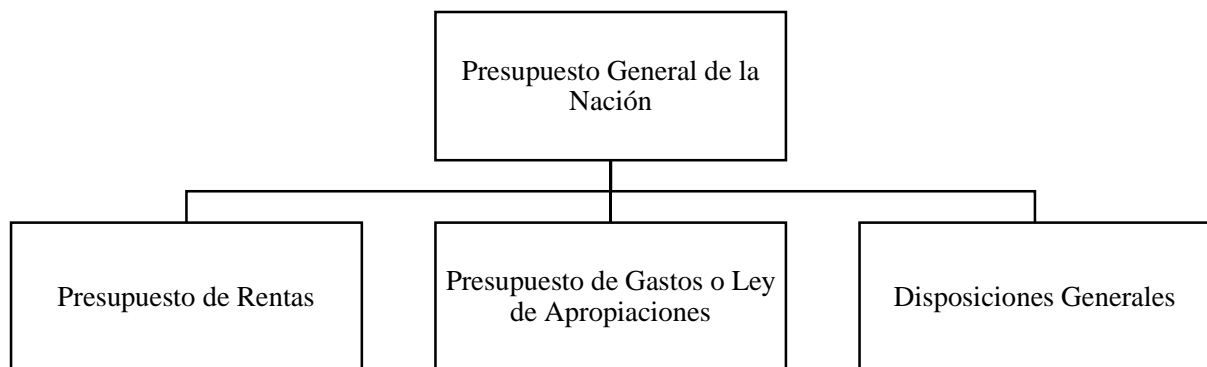 Presupuesto General de la
Nación
Presupuesto de Rentas
Presupuesto de Gastos o Ley
de Apropiaciones
Disposiciones Generales